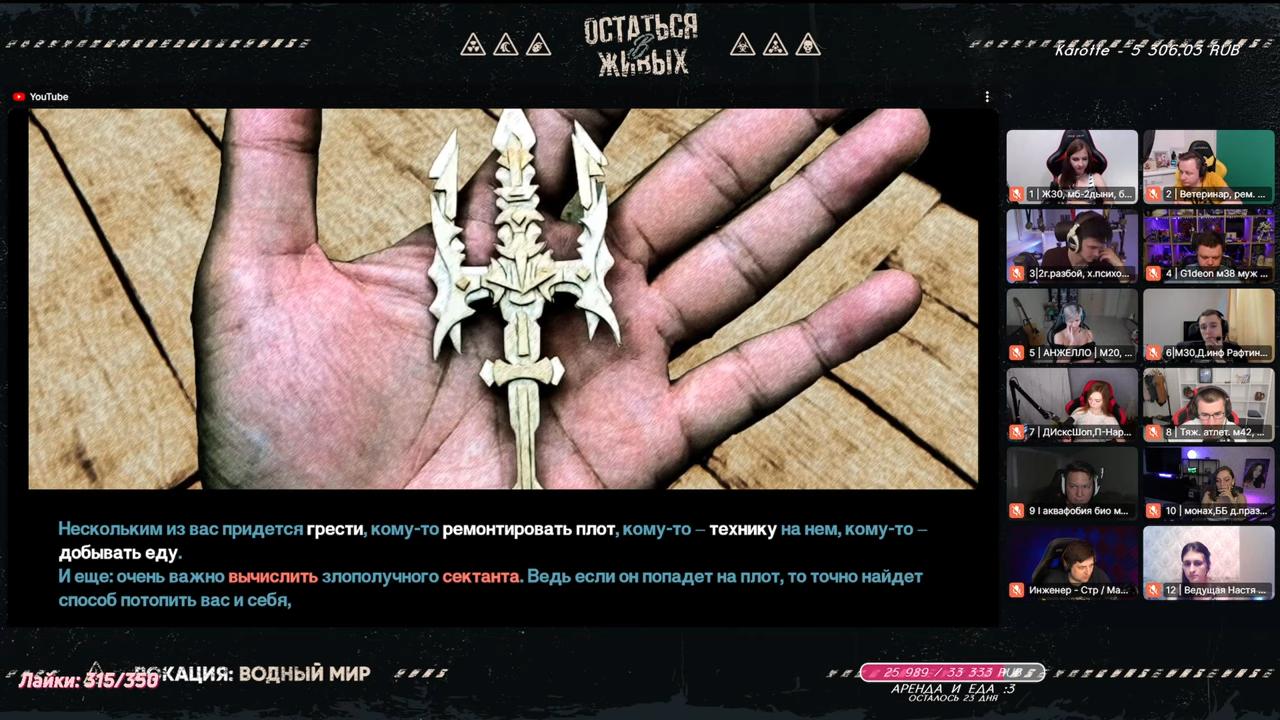 ОСТАТЬСЯ
В
ЖИВЫХ
Karotte - 5 306,03 RUB
YouTube
1 | Ж30, мб-2дыни, б...
2 | Ветеринар, рем. ...
3|2г.разбой, х.психо...
4 | G1deon м38 муж ...
5 | АНЖЕЛЛО | М20, ...
6|М30,Д.инф Рафтин...
7 | ДИсксШоп,П-Нар...
8 | Тяж. атлет. м42, ...
9 I аквафобия био м...
10 | монах,ББ д.праз...
Инженер - Стр / Ма...
12 | Ведущая Настя ...
Нескольким из вас придется грести, кому-то ремонтировать плот, кому-то – технику на нем, кому-то –
добывать еду.
И еще: очень важно вычислить злополучного сектанта. Ведь если он попадет на плот, то точно найдет
способ потопить вас и себя,
ЛОКАЦИЯ: ВОДНЫЙ МИР
Лайки: 315/350
25 989 / 33 333 RUB
АРЕНДА И ЕДА :3
ОСТАЛОСЬ 23 ДНЯ